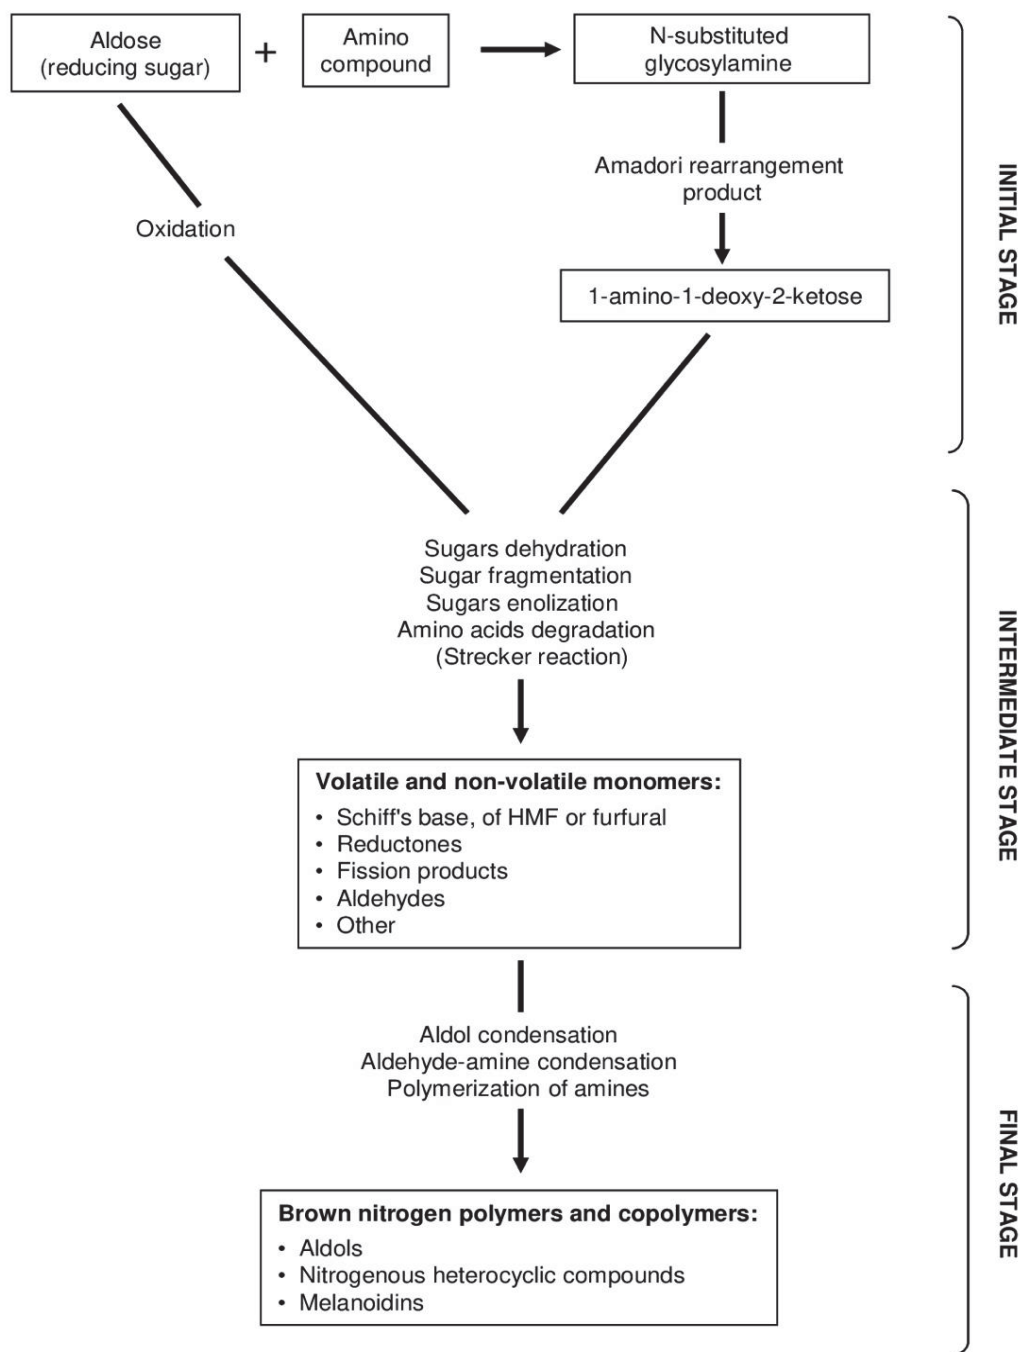 Aldose
(reducing sugar)
+
Amino
compound
N-substituted
glycosylamine
Amadori rearrangement
product
Oxidation
1-amino-1-deoxy-2-ketose
INITIAL STAGE
Sugars dehydration
Sugar fragmentation
Sugars enolization
Amino acids degradation
(Strecker reaction)
Volatile and non-volatile monomers:
• Schiff's base, of HMF or furfural
• Reductones
• Fission products
• Aldehydes
• Other
INTERMEDIATE STAGE
Aldol condensation
Aldehyde-amine condensation
Polymerization of amines
Brown nitrogen polymers and copolymers:
• Aldols
• Nitrogenous heterocyclic compounds
• Melanoidins
FINAL STAGE